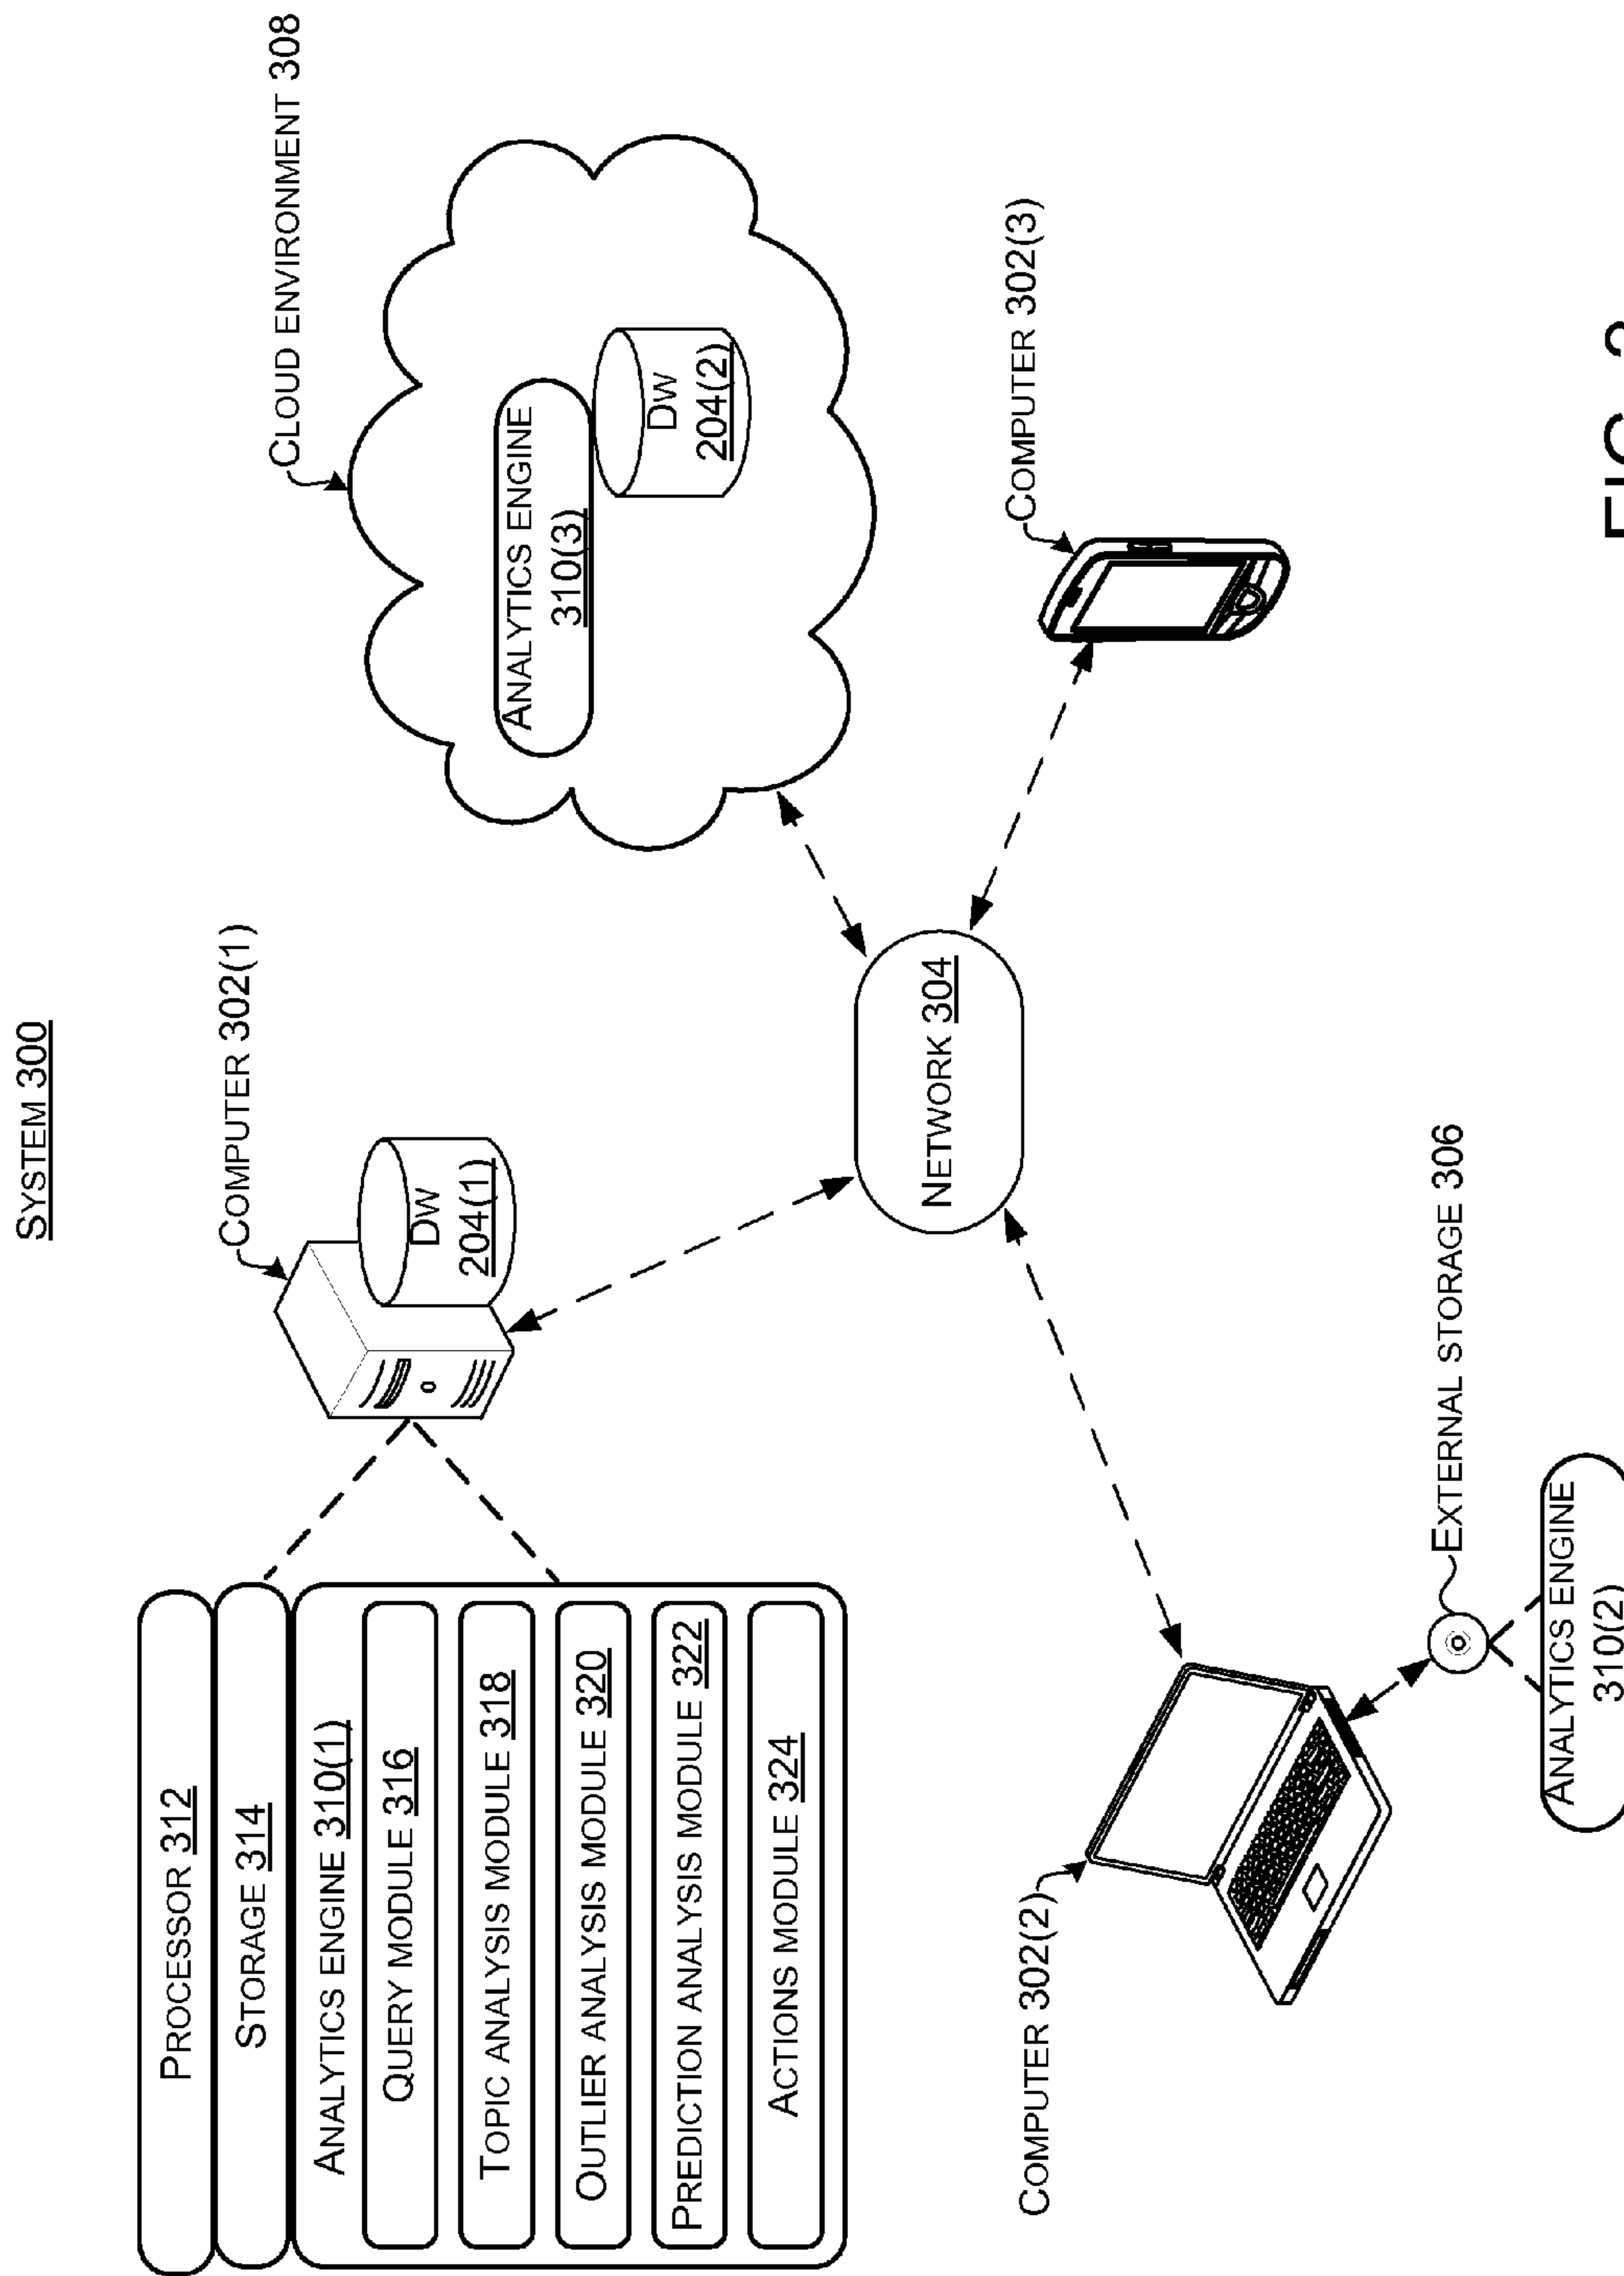 SYSTEM 300
PROCESSOR 312
STORAGE 314
ANALYTICS ENGINE 310(1)
QUERY MODULE 316
TOPIC ANALYSIS MODULE 318
OUTLIER ANALYSIS MODULE 320
PREDICTION ANALYSIS MODULE 322
ACTIONS MODULE 324
COMPUTER 302(1)
DW
204(1)
CLOUD ENVIRONMENT 308
ANALYTICS ENGINE
310(3)
DW
204(2)
NETWORK 304
COMPUTER 302(2)
COMPUTER 302(3)
EXTERNAL STORAGE 306
ANALYTICS ENGINE
310(2)
FIG.